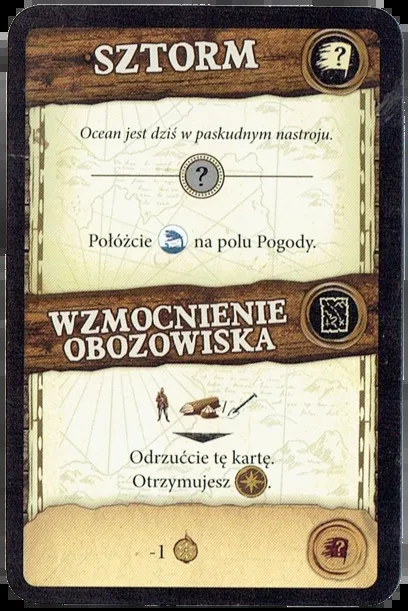 SZTORM
?
Ocean jest dziś w paskudnym nastroju.
?
Połóżcie na polu Pogody.
WZMOCNIENIE
OBOZOWISKA
/
Odrzućcie tę kartę.
Otrzymujesz .
-1
?